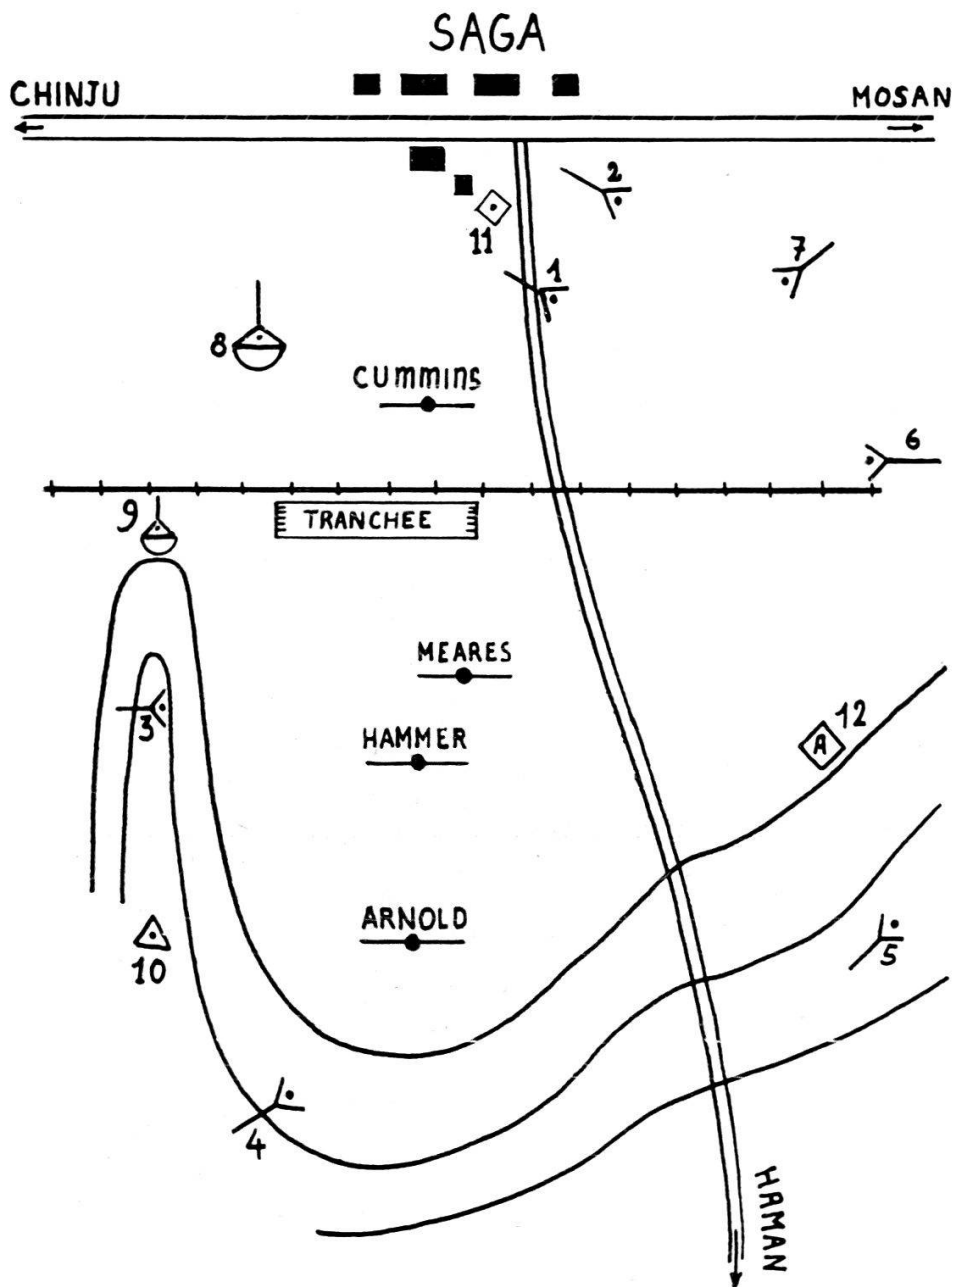 SAGA
CHINJU
MOSAN
2
11
7
1
8
CUMMINS
6
9
TRANCHEE
MEARES
3
HAMMER
12
A
ARNOLD
5
10
4
HAMAN